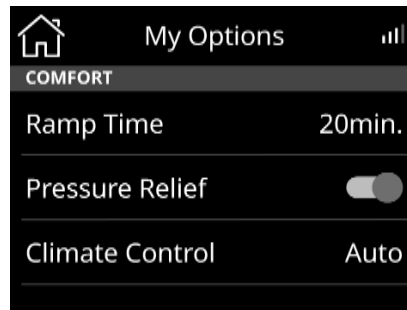 My Options
COMFORT
Ramp Time 20min.
Pressure Relief
Climate Control Auto